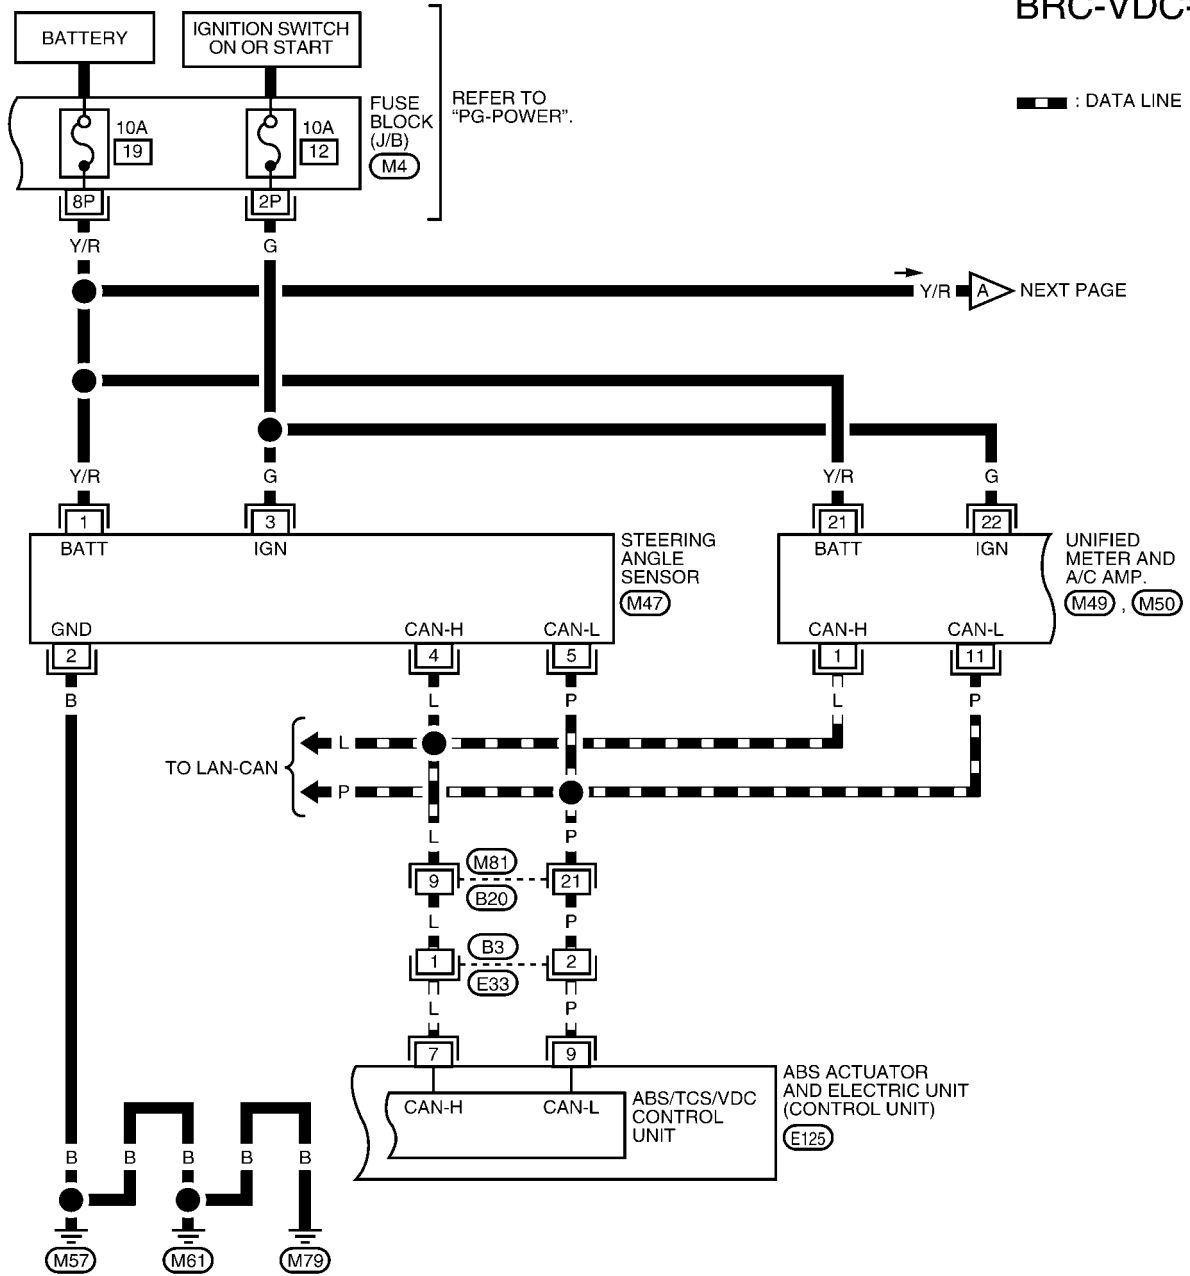 BRC-VDC-
BATTERY
IGNITION SWITCH
ON OR START
FUSE
BLOCK
(J/B)
M4
REFER TO
“PG-POWER”.
: DATA LINE
10A
19
10A
12
8P
2P
Y/R
G
Y/R
A
NEXT PAGE
Y/R
G
Y/R
G
1
3
21
22
BATT
IGN
BATT
IGN
STEERING
ANGLE
SENSOR
M47
UNIFIED
METER AND
A/C AMP.
M49 , M50
GND
CAN-H
CAN-L
CAN-H
CAN-L
2
4
5
1
11
B
L
P
L
P
TO LAN-CAN
L
P
L
P
9
M81
B20
21
L
P
1
B3
E33
2
L
P
7
9
CAN-H
CAN-L
ABS/TCS/VDC
CONTROL
UNIT
ABS ACTUATOR
AND ELECTRIC UNIT
(CONTROL UNIT)
E125
B
B
B
B
B
M57
M61
M79